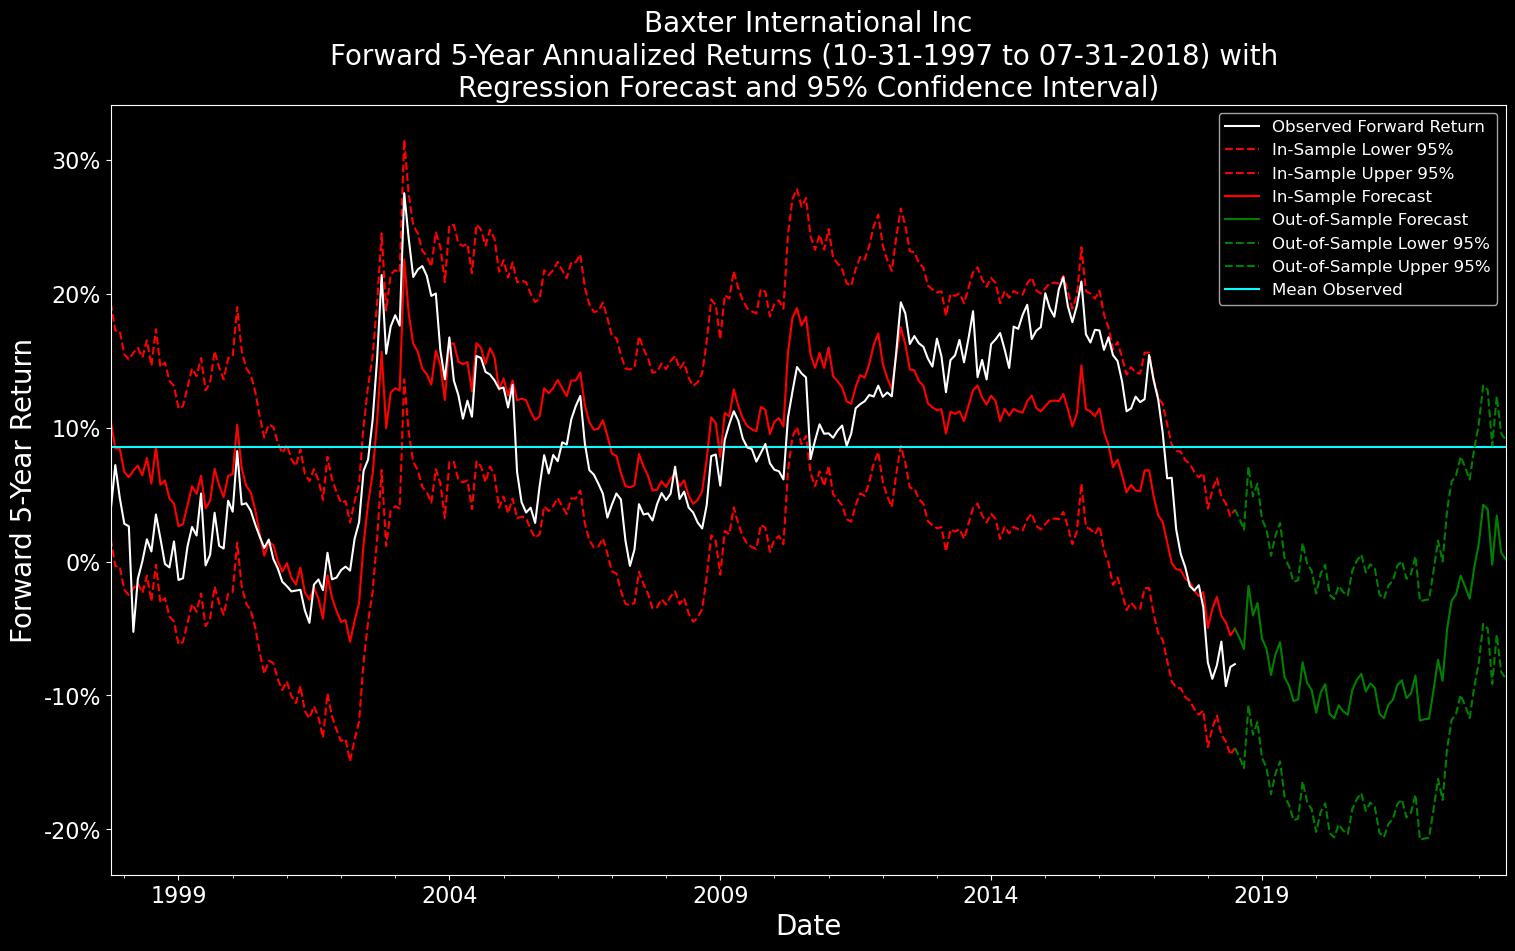 Baxter International Inc
Forward 5-Year Annualized Returns (10-31-1997 to 07-31-2018) with
Regression Forecast and 95% Confidence Interval)
Observed Forward Return
In-Sample Lower 95%
In-Sample Upper 95%
In-Sample Forecast
Out-of-Sample Forecast
Out-of-Sample Lower 95%
Out-of-Sample Upper 95%
Mean Observed
Forward 5-Year Return
30%
20%
10%
0%
-10%
-20%
1999 2004 2009 2014 2019
Date